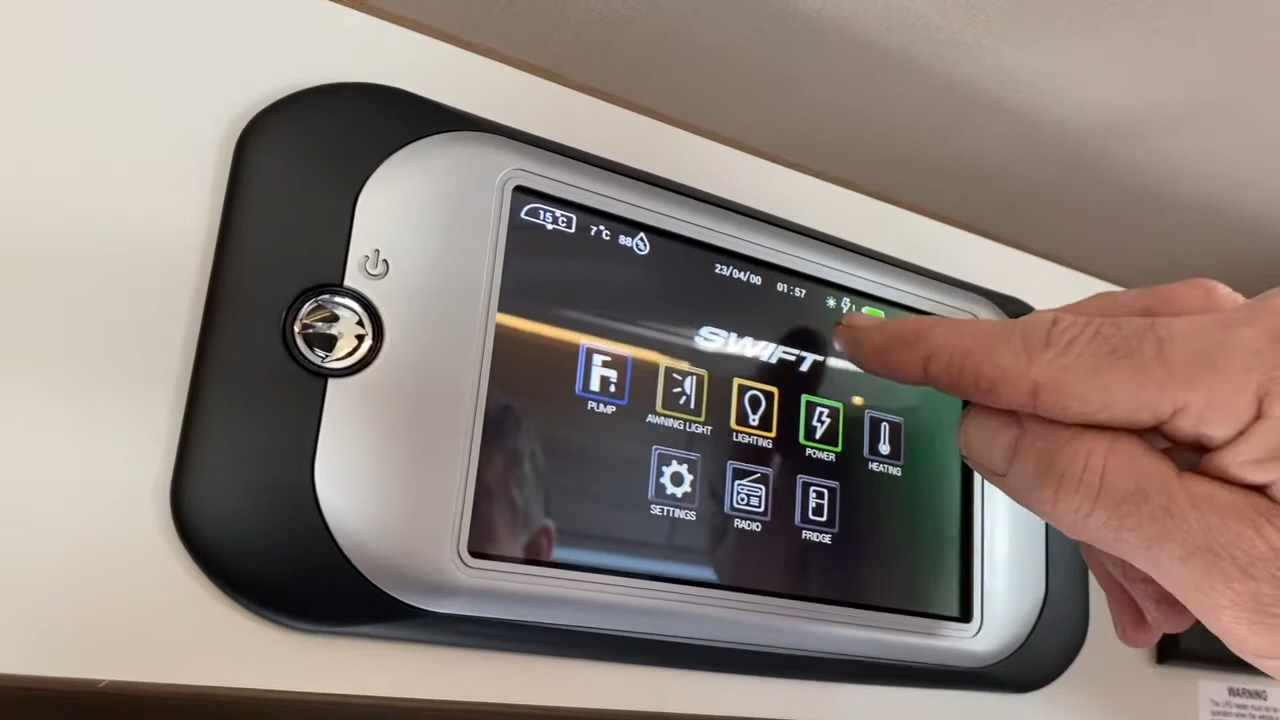 15°C 7°C 88%
23/04/00 01:57
SWIFT
PUMP
AWNING LIGHT
LIGHTING
POWER
HEATING
SETTINGS
RADIO
FRIDGE
WARNING